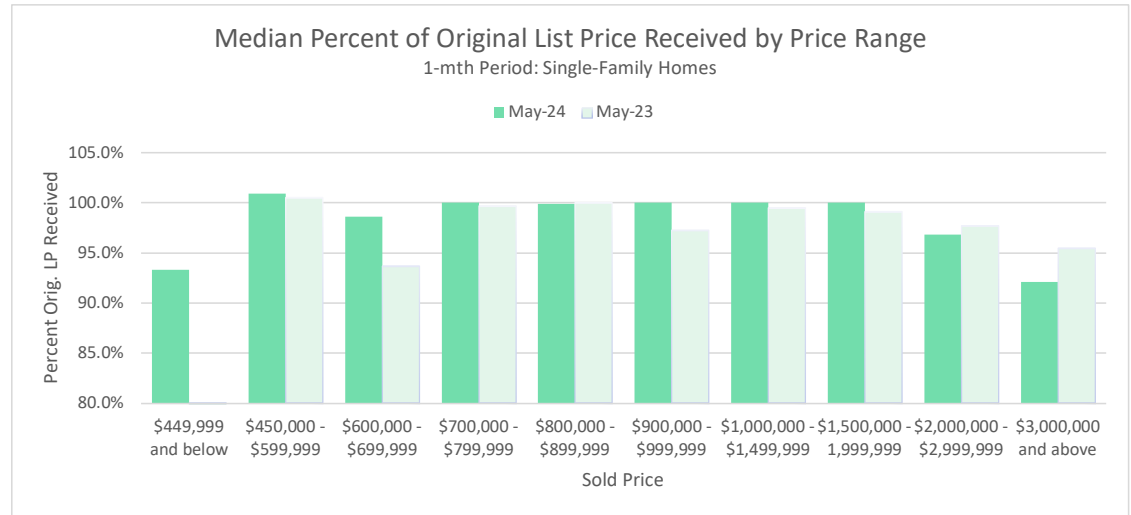 Median Percent of Original List Price Received by Price Range
1-mth Period: Single-Family Homes
May-24 May-23
Percent Orig. LP Received
105.0%
100.0%
95.0%
90.0%
85.0%
80.0%
$449,999 $450,000 - $600,000 - $700,000 - $800,000 - $900,000 - $1,000,000 - $1,500,000 - $2,000,000 - $3,000,000
and below $599,999 $699,999 $799,999 $899,999 $999,999 $1,499,999 1,999,999 $2,999,999 and above
Sold Price